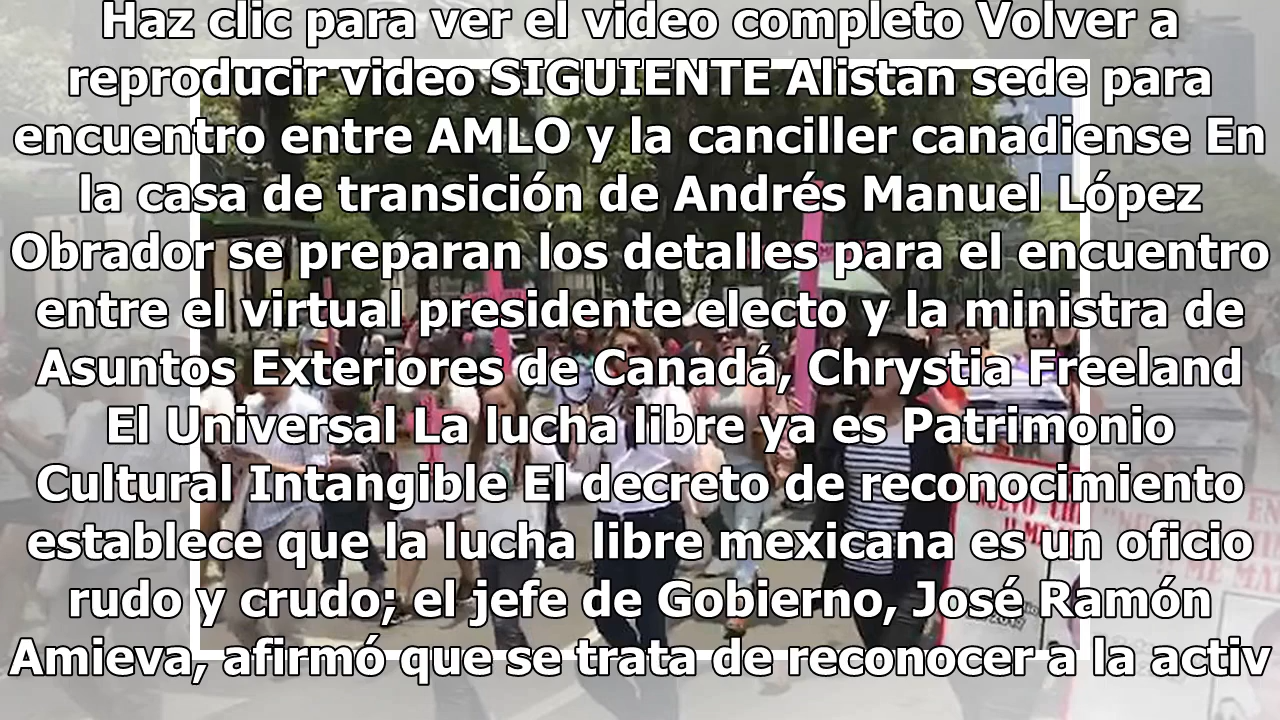 Haz clic para ver el video completo Volver a
reproducir video SIGUIENTE Alistan sede para
encuentro entre AMLO y la canciller canadiense En
la casa de transición de Andrés Manuel López
Obrador se preparan los detalles para el encuentro
entre el virtual presidente electo y la ministra de
Asuntos Exteriores de Canadá, Chrystia Freeland
El Universal La lucha libre ya es Patrimonio
Cultural Intangible El decreto de reconocimiento
establece que la lucha libre mexicana es un oficio
rudo y crudo; el jefe de Gobierno, José Ramón
Amieva, afirmó que se trata de reconocer a la activ